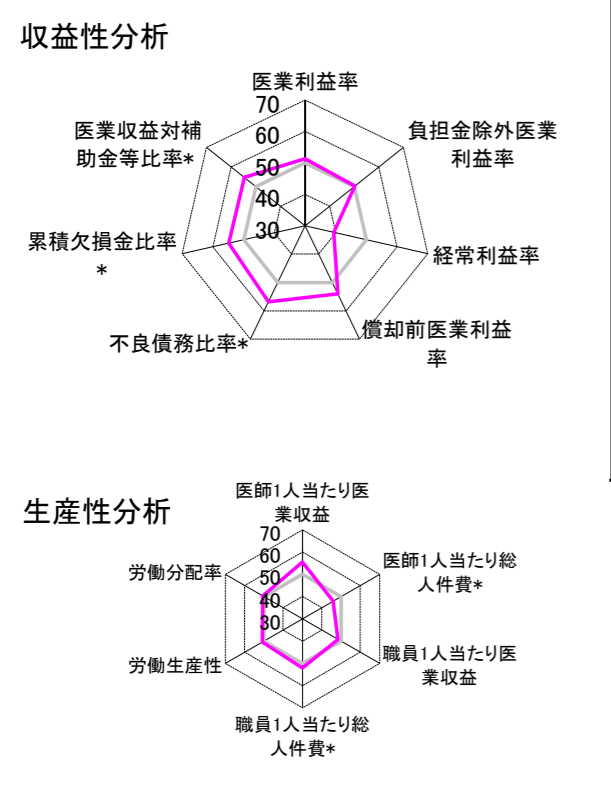 収益性分析
医業利益率
70
60
50
40
30
負担金除外医業
利益率
経常利益率
償却前医業利益
率
不良債務比率*
累積欠損金比率
*
医業収益対補
助金等比率*
生産性分析
医師1人当たり医
業収益
70
60
50
40
30
医師1人当たり総
人件費*
職員1人当たり医
業収益
職員1人当たり総
人件費*
労働生産性
労働分配率